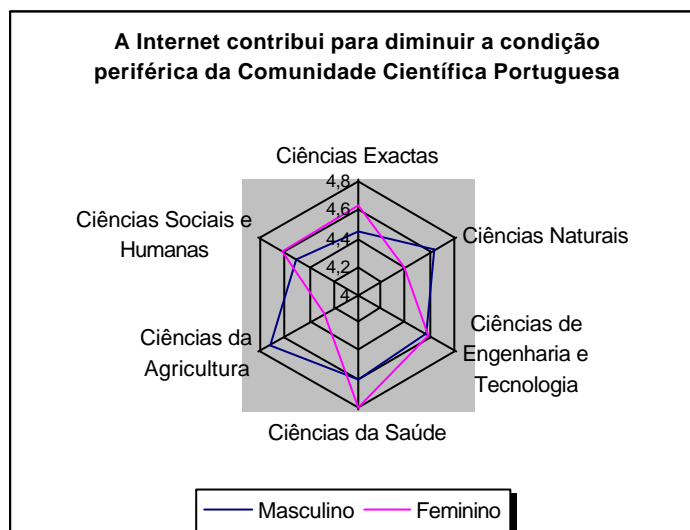 A Internet contribui para diminuir a condição
periférica da Comunidade Científica Portuguesa
Ciências Exactas
4,8
4,6
4,4
4,2
4
Ciências Naturais
Ciências de
Engenharia e
Tecnologia
Ciências da Saúde
Ciências da
Agricultura
Ciências Sociais e
Humanas
Masculino
Feminino